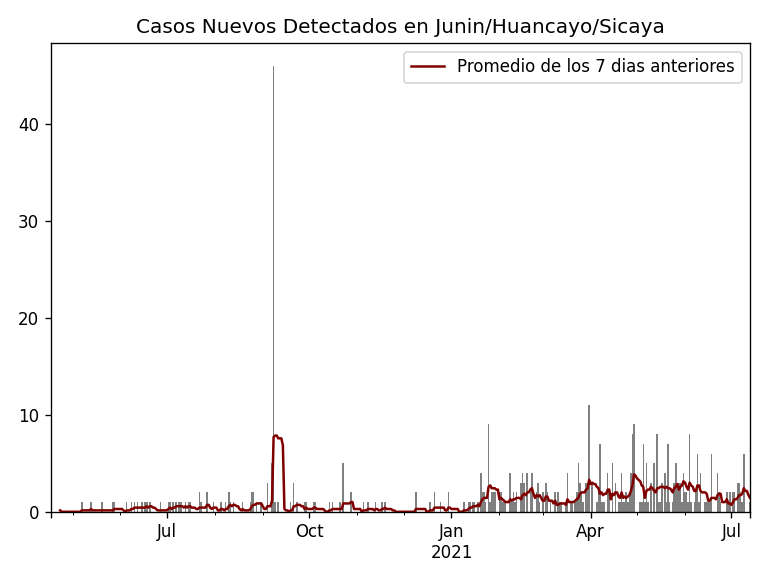 Casos Nuevos Detectados en Junin/Huancayo/Sicaya
Promedio de los 7 dias anteriores
40
30
20
10
0
Jul
Oct
Jan
2021
Apr
Jul